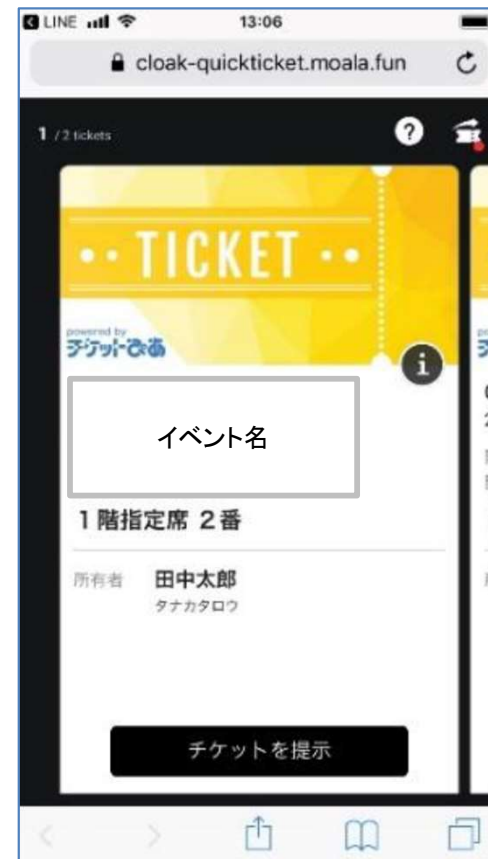 LINE
13:06
cloak-quickticket.moala.fun
1 / 2 tickets
?
TICKET
powered by
チケットぴあ
i
イベント名
1階指定席 2番
所有者 田中太郎
タナカタロウ
チケットを提示